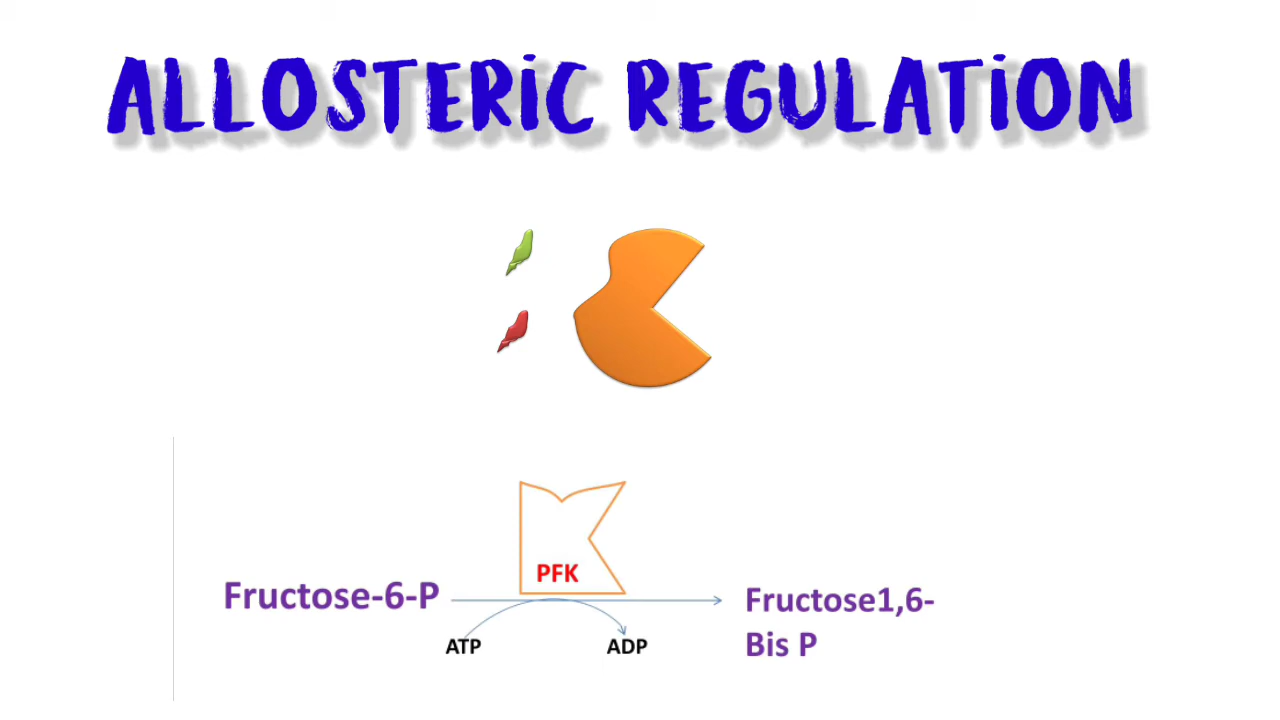 ALLOSTERIC REGULATION
PFK
Fructose-6-P
Fructose1,6-
Bis P
ATP
ADP